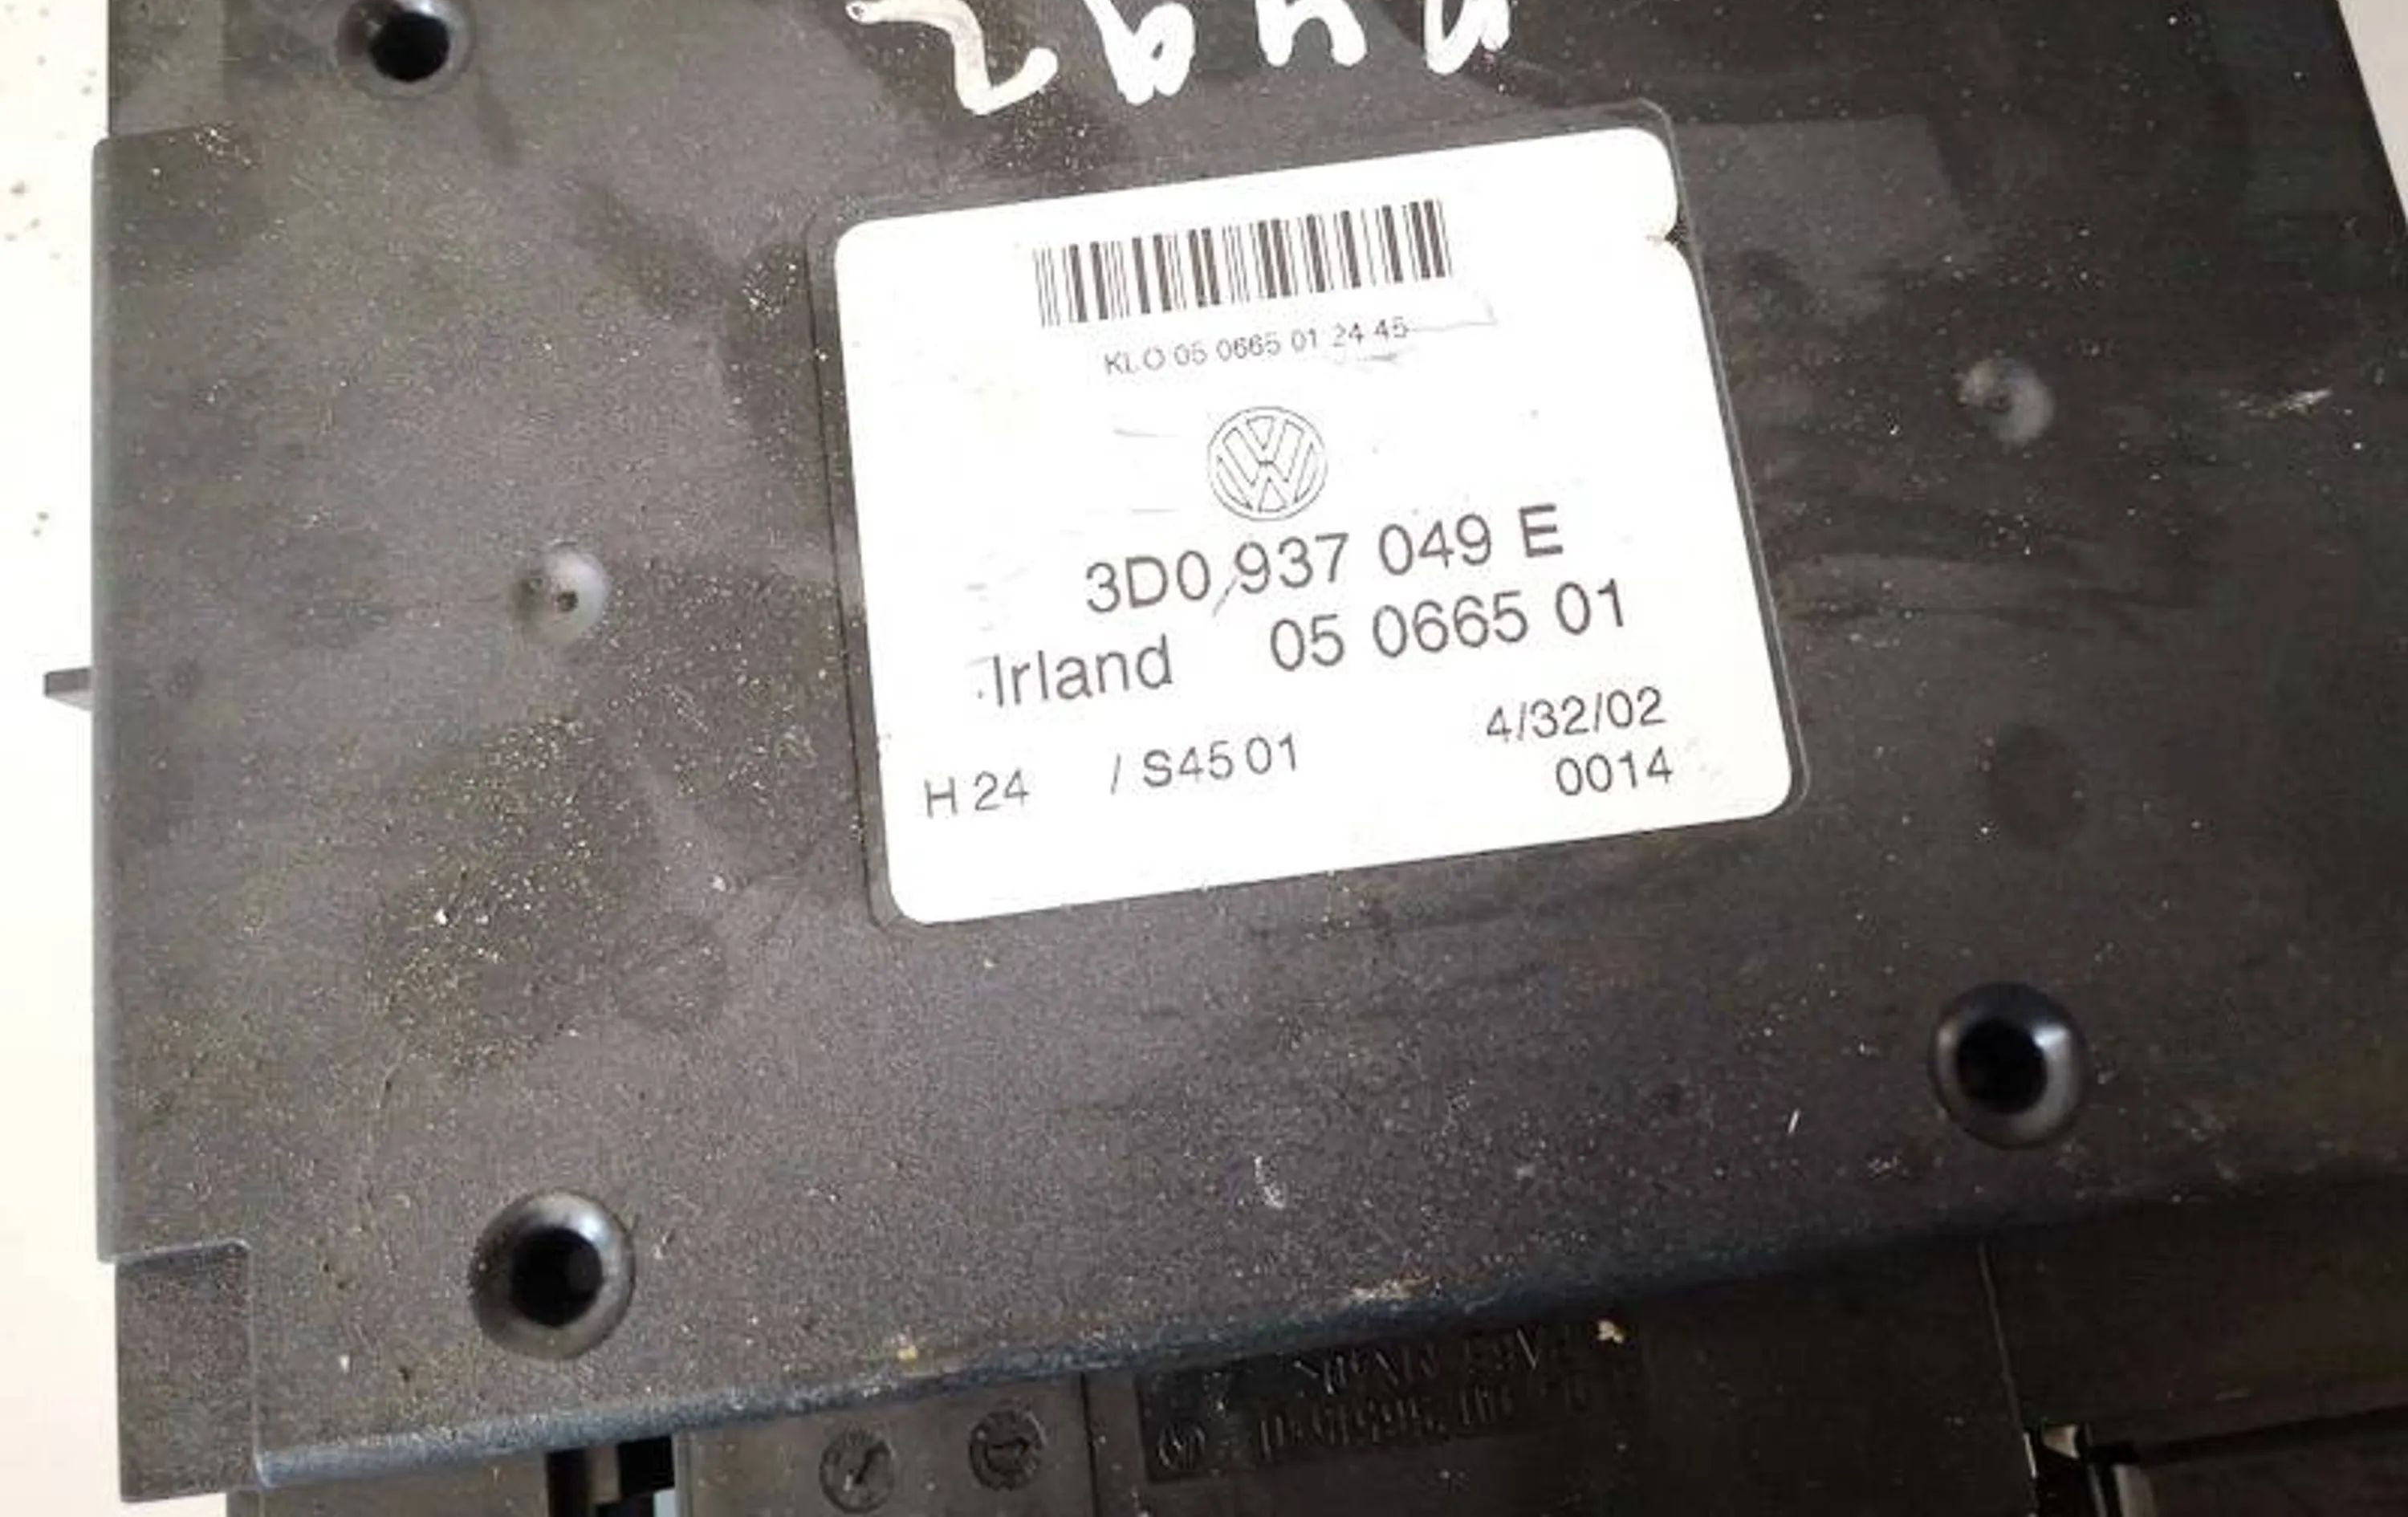 KLO 05 0665 01 24 45
3D0 937 049 E
Irland 05 0665 01
H 24 / S45 01 4/32/02
0014